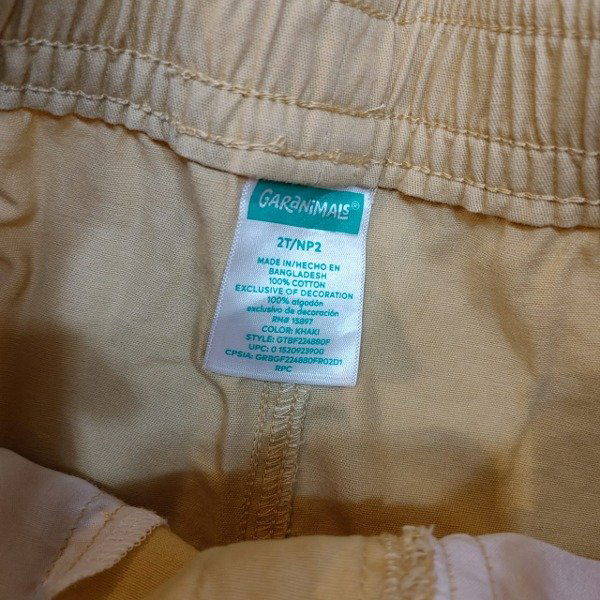 GARANIMALS®
2T/NP2
MADE IN/HECHO EN
BANGLADESH
100% COTTON
EXCLUSIVE OF DECORATION
100% algodón
exclusivo de decoración
RN# 15897
COLOR: KHAKI
STYLE: GTBF224880F
UPC: 0 1520923900
CPSIA: GRBGF224880FR02D1
RPC